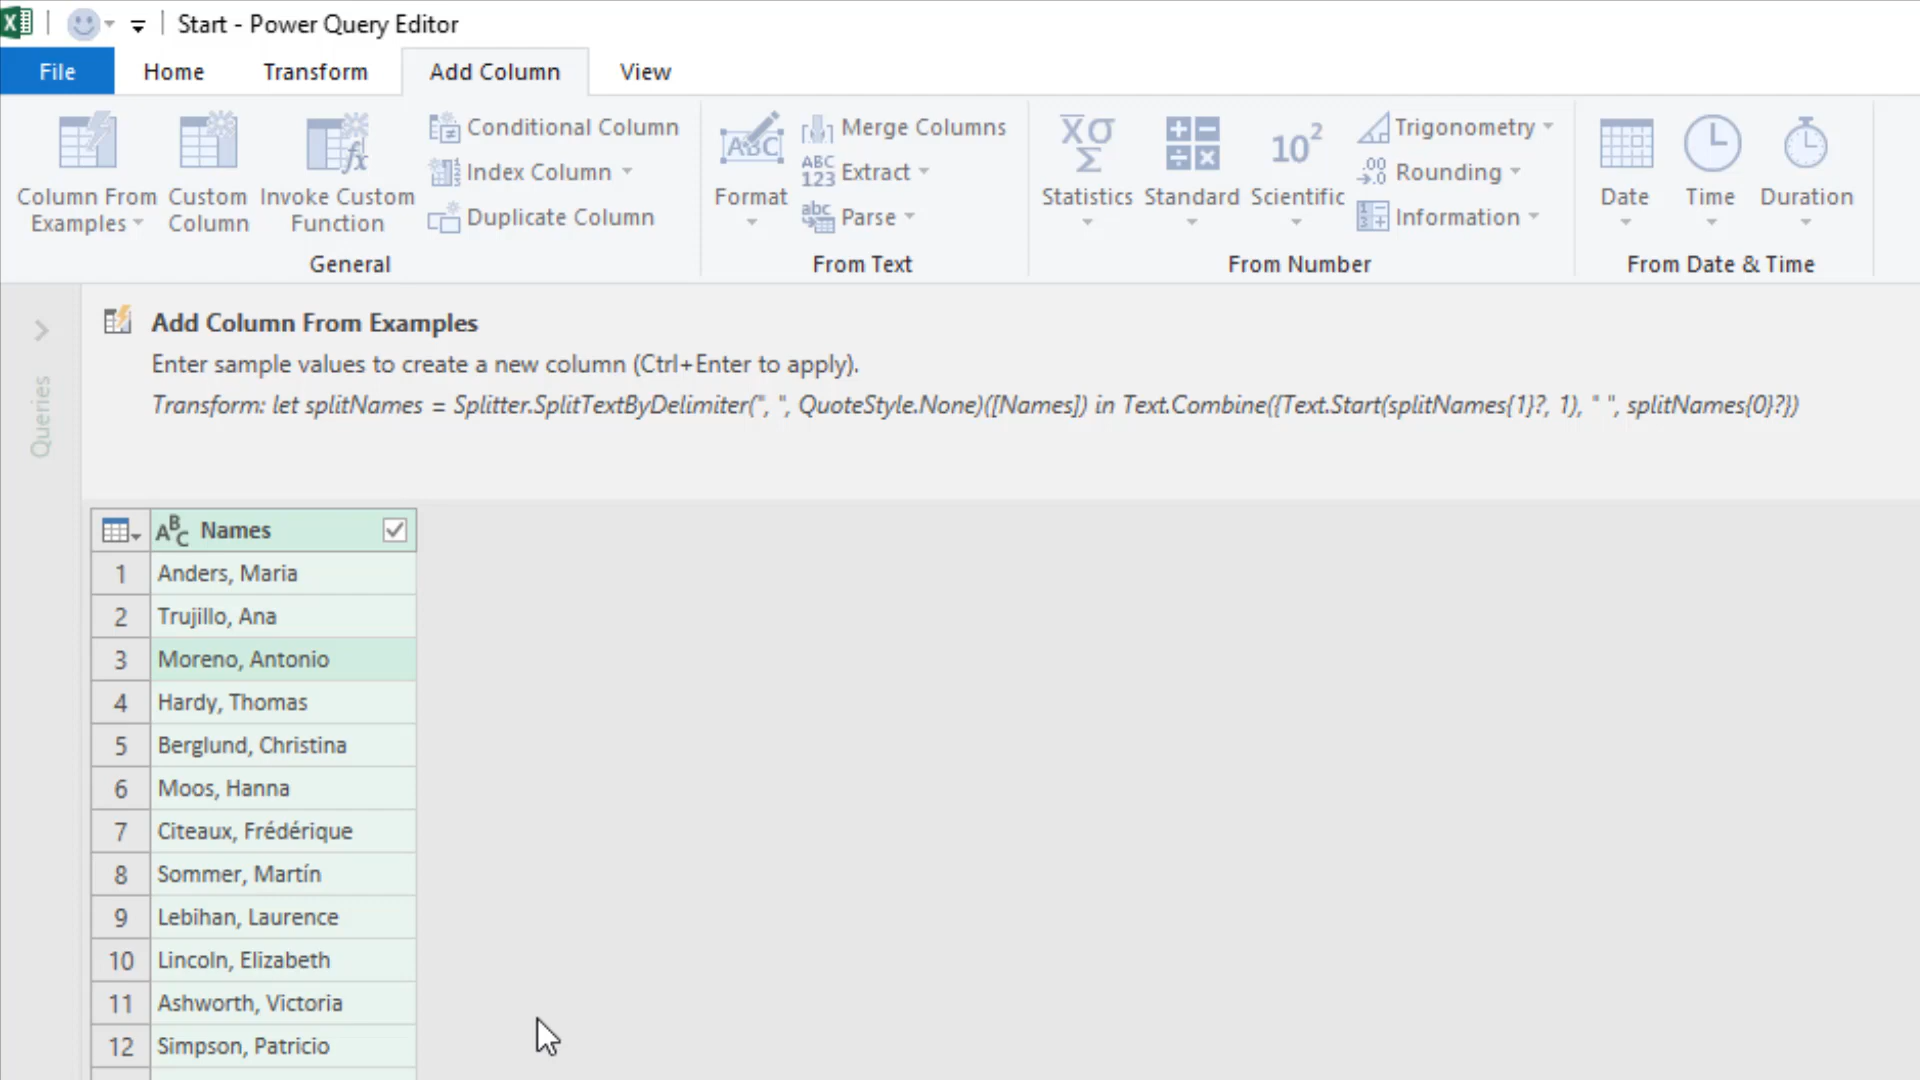 Start - Power Query Editor
File Home Transform Add Column View
Column From Examples
Custom Column
Invoke Custom Function
Conditional Column
Index Column
Duplicate Column
General
Format
Merge Columns
Extract
Parse
From Text
Statistics
Standard
Scientific
Trigonometry
Rounding
Information
From Number
Date
Time
Duration
From Date & Time
Queries
Add Column From Examples
Enter sample values to create a new column (Ctrl+Enter to apply).
Transform: let splitNames = Splitter.SplitTextByDelimiter(", ", QuoteStyle.None)([Names]) in Text.Combine({Text.Start(splitNames{1}?, 1), " ", splitNames{0}?})
ABC Names
1 Anders, Maria
2 Trujillo, Ana
3 Moreno, Antonio
4 Hardy, Thomas
5 Berglund, Christina
6 Moos, Hanna
7 Citeaux, Frédérique
8 Sommer, Martín
9 Lebihan, Laurence
10 Lincoln, Elizabeth
11 Ashworth, Victoria
12 Simpson, Patricio